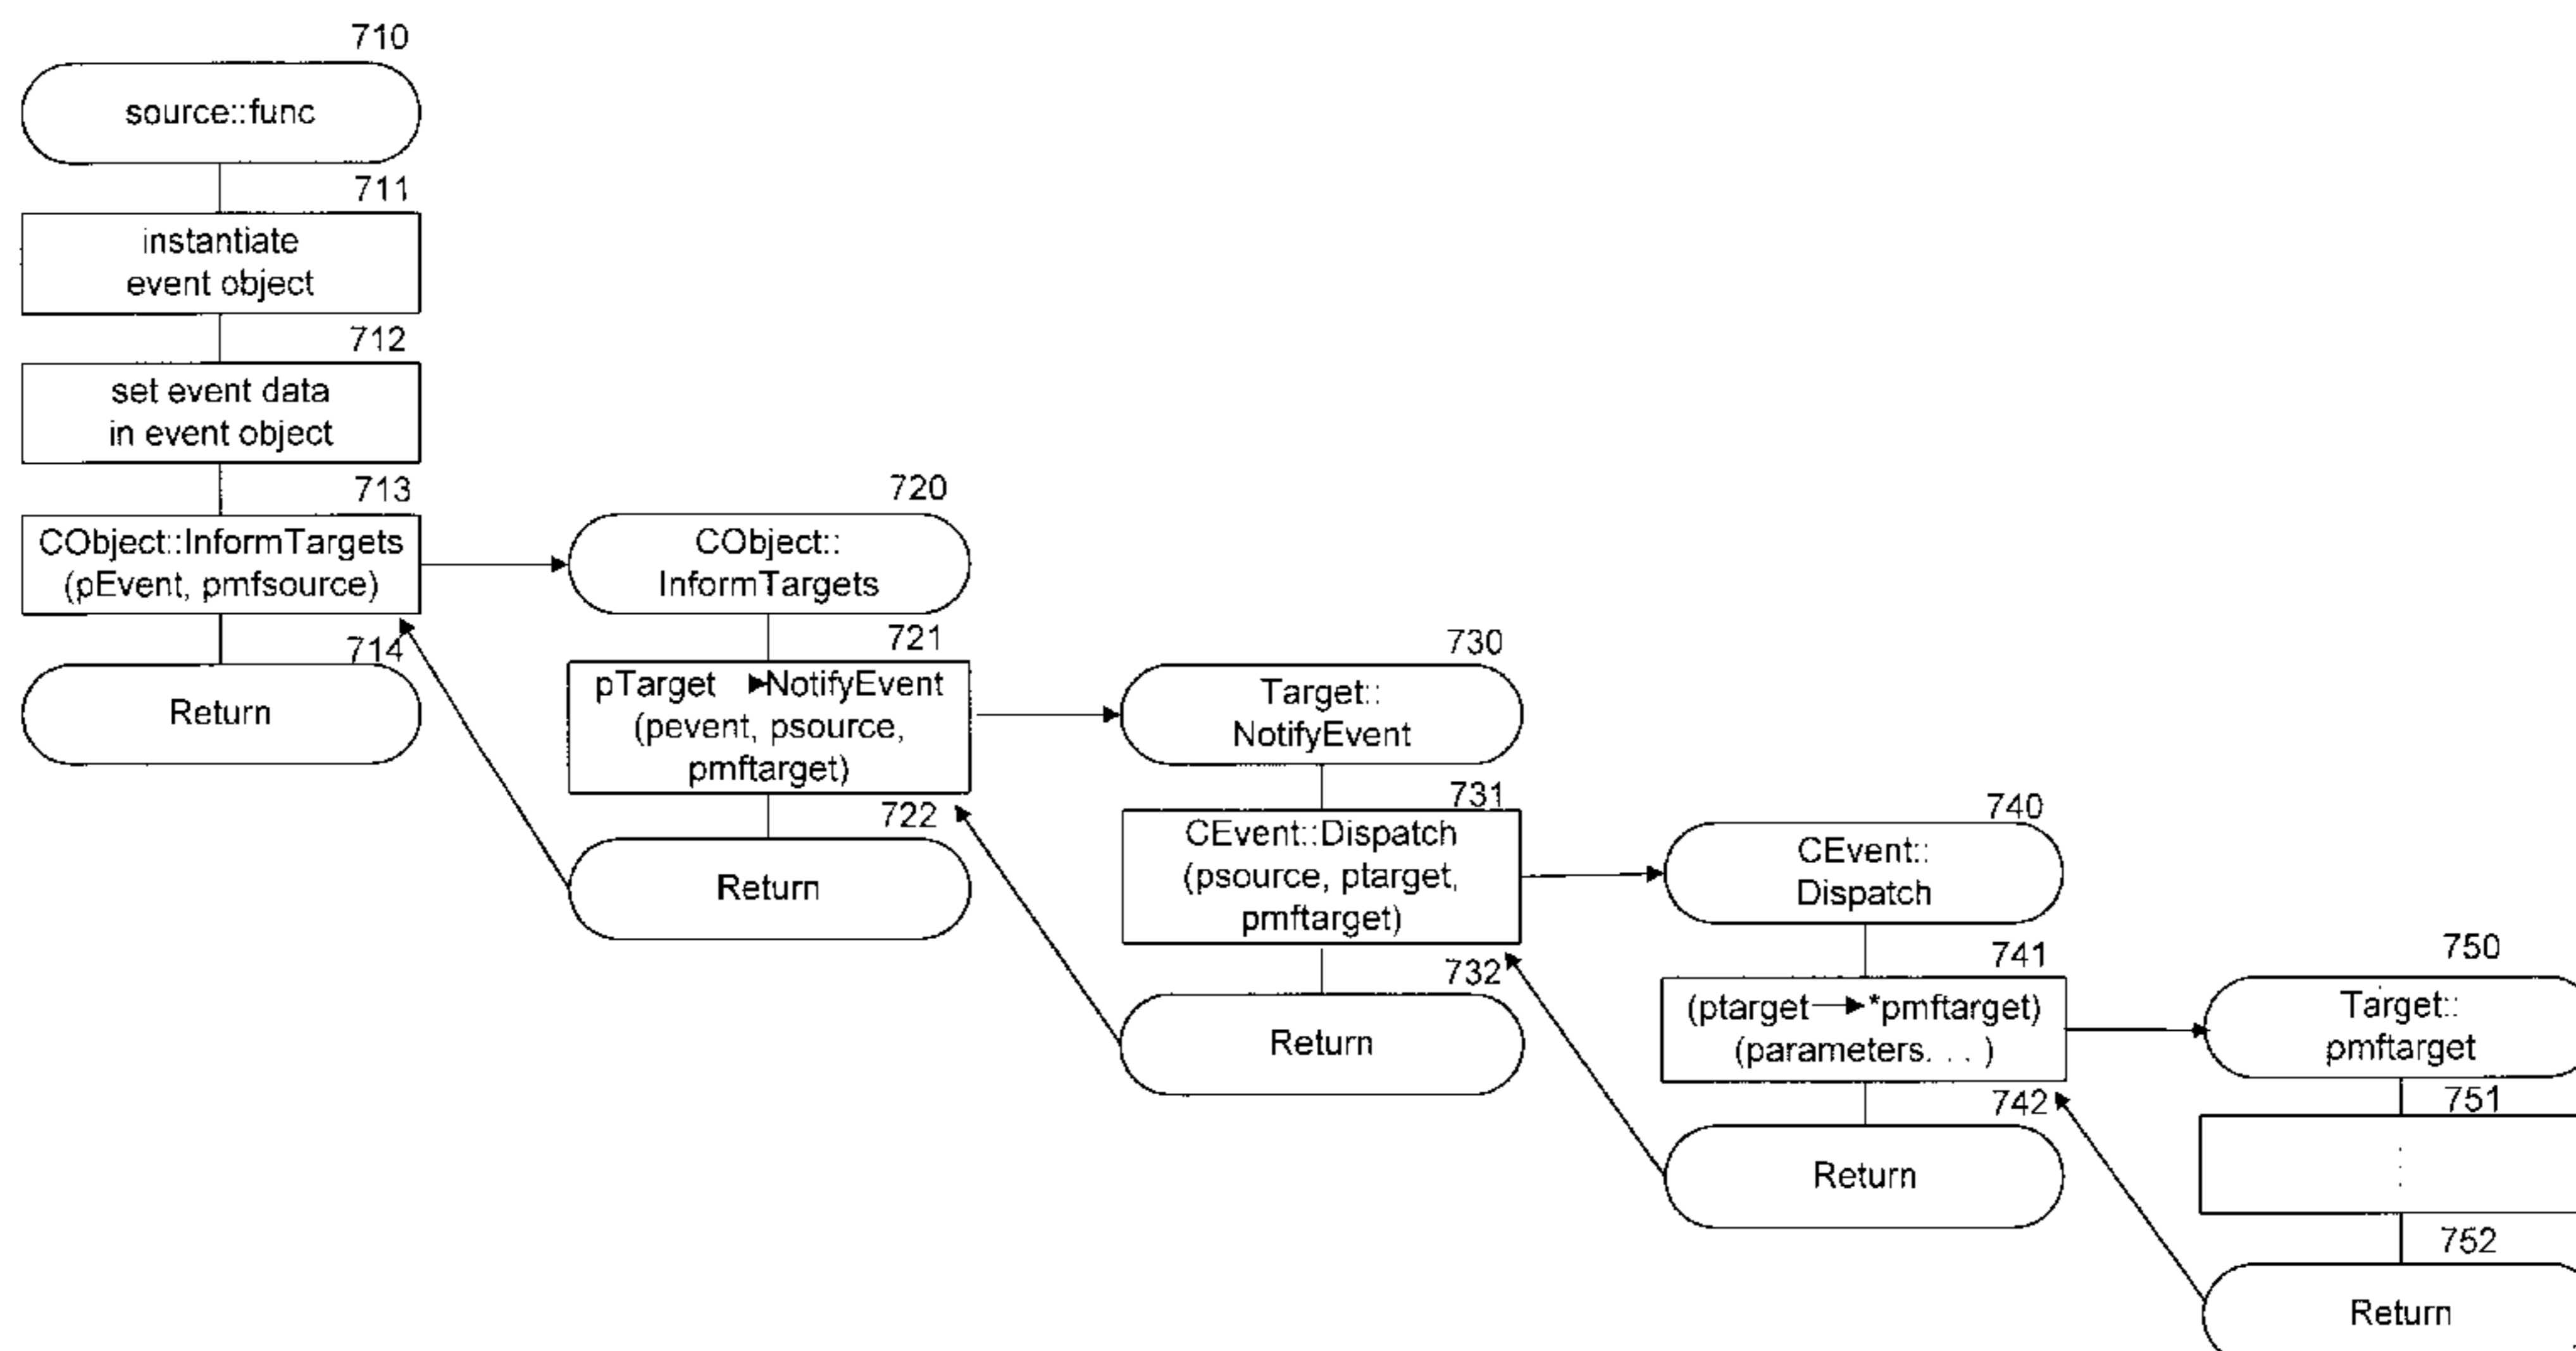 710
source::func
711
instantiate
event object
712
set event data
in event object
713
CObject::InformTargets
(pEvent, pmfsource)
714
Return
720
CObject::
InformTargets
721
pTarget ►NotifyEvent
(pevent, psource,
pmftarget)
722
Return
730
Target::
NotifyEvent
731
CEvent::Dispatch
(psource, ptarget,
pmftarget)
732
Return
740
CEvent::
Dispatch
741
(ptarget→*pmftarget)
(parameters. . . )
742
Return
750
Target::
pmftarget
751
752
Return